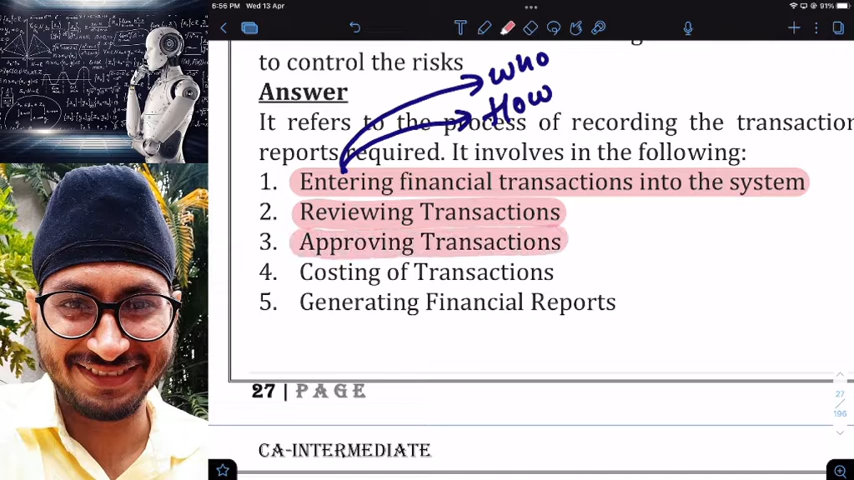 6:56 PM Wed 13 Apr
91%
to control the risks
Who
Answer
How
It refers to the process of recording the transaction
reports required. It involves in the following:
1. Entering financial transactions into the system
2. Reviewing Transactions
3. Approving Transactions
4. Costing of Transactions
5. Generating Financial Reports
27 | PAGE
27
196
CA-INTERMEDIATE